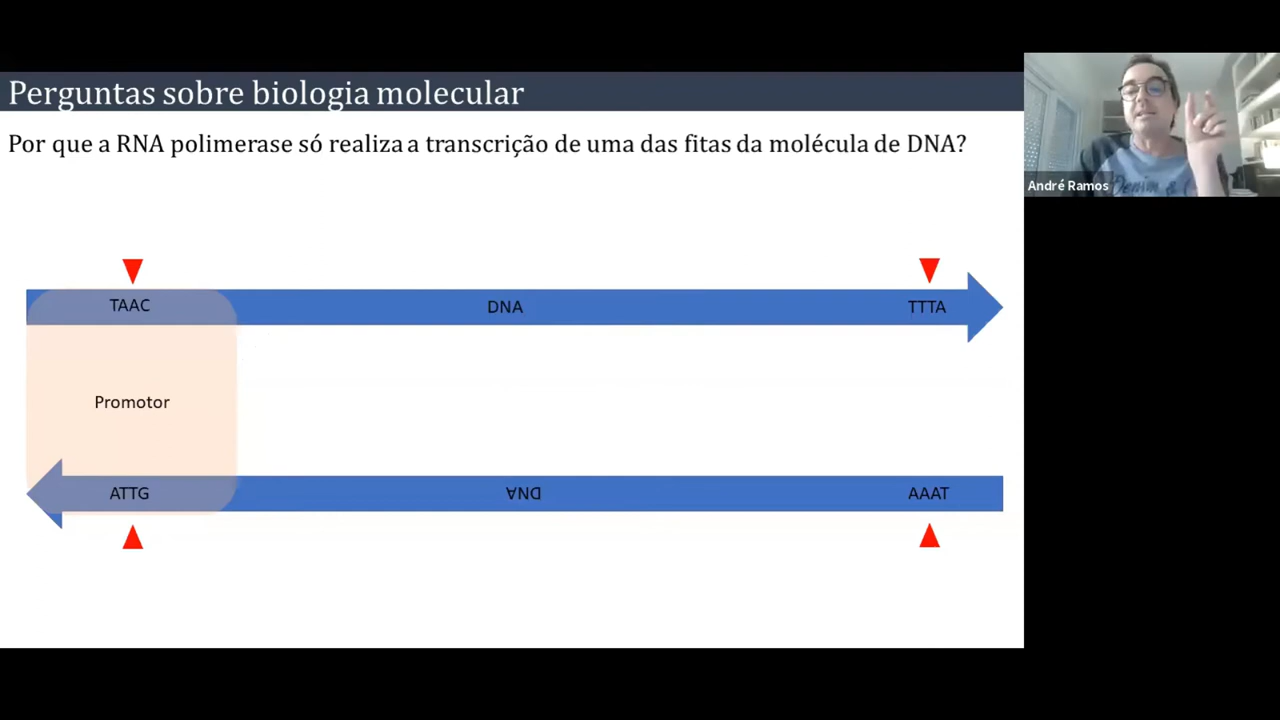 Perguntas sobre biologia molecular
Por que a RNA polimerase só realiza a transcrição de uma das fitas da molécula de DNA?
André Ramos
TAAC
DNA
TTTA
Promotor
ATTG
DNA
AAAT